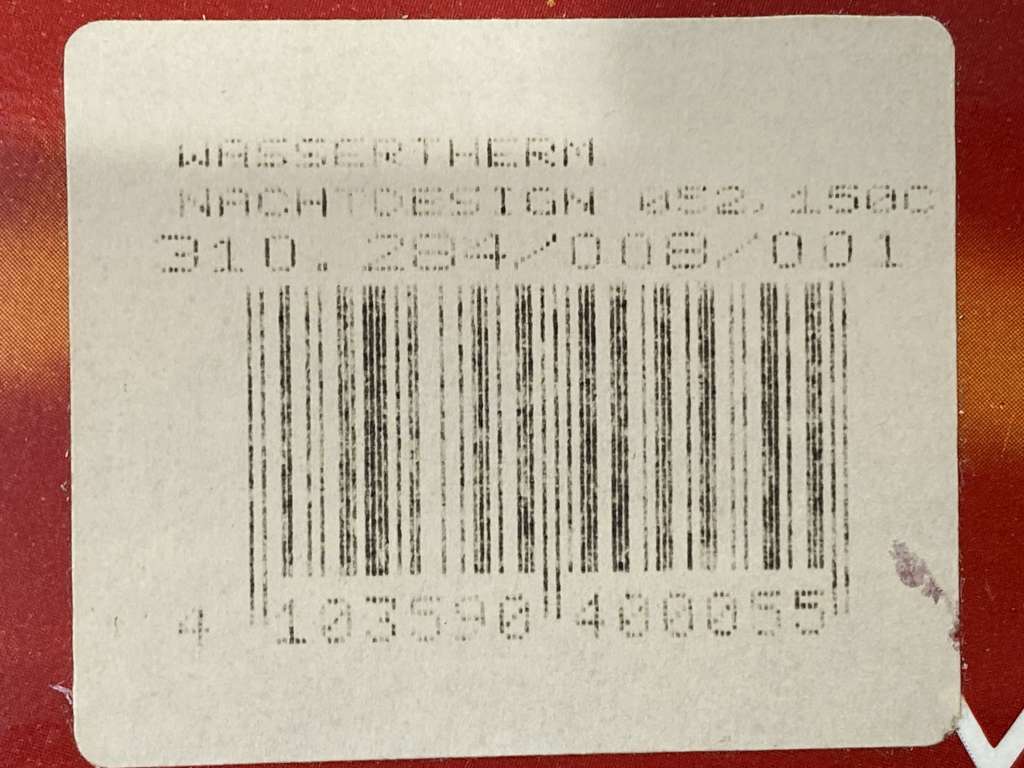 WASSERTHERM
NACHTDESIGN 052,150C
310.284/008/001
4 103590 400055